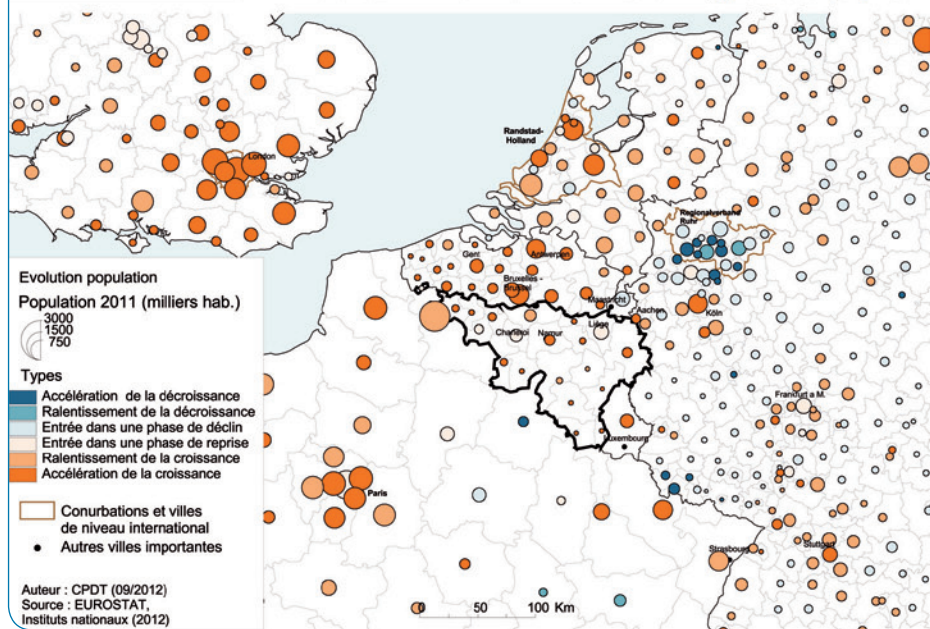 London
Randstad-
Holland
Regionalverband
Ruhr
Gent
Antwerpen
Bruxelles -
Brussel
Maastricht
Aachen
Köln
Liège
Charleroi
Namur
Frankfurt a M.
Luxembourg
Paris
Strasbourg
Stuttgart
Evolution population
Population 2011 (milliers hab.)
3000
1500
750
Types
Accélération de la décroissance
Ralentissement de la décroissance
Entrée dans une phase de déclin
Entrée dans une phase de reprise
Ralentissement de la croissance
Accélération de la croissance
Conurbations et villes
de niveau international
Autres villes importantes
Auteur : CPDT (09/2012)
Source : EUROSTAT,
Instituts nationaux (2012)
0 50 100 Km